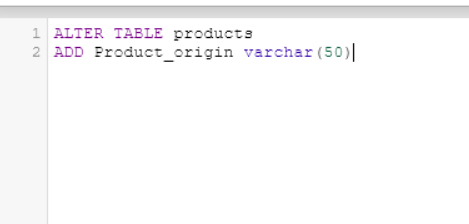 1 ALTER TABLE products
2 ADD Product_origin varchar(50)